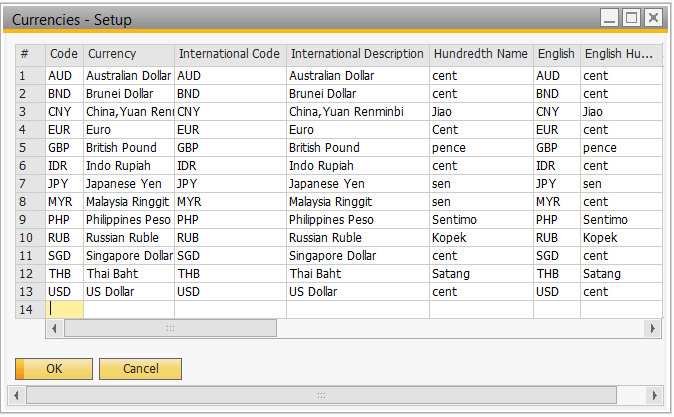 Currencies - Setup
# Code Currency International Code International Description Hundredth Name English English Hu...
1 AUD Australian Dollar AUD Australian Dollar cent AUD cent
2 BND Brunei Dollar BND Brunei Dollar cent BND cent
3 CNY China,Yuan Ren CNY China,Yuan Renminbi Jiao CNY Jiao
4 EUR Euro EUR Euro Cent EUR cent
5 GBP British Pound GBP British Pound pence GBP pence
6 IDR Indo Rupiah IDR Indo Rupiah cent IDR cent
7 JPY Japanese Yen JPY Japanese Yen sen JPY sen
8 MYR Malaysia Ringgit MYR Malaysia Ringgit sen MYR cent
9 PHP Philippines Peso PHP Philippines Peso Sentimo PHP Sentimo
10 RUB Russian Ruble RUB Russian Ruble Kopek RUB Kopek
11 SGD Singapore Dollar SGD Singapore Dollar cent SGD cent
12 THB Thai Baht THB Thai Baht Satang THB Satang
13 USD US Dollar USD US Dollar cent USD cent
14
OK Cancel